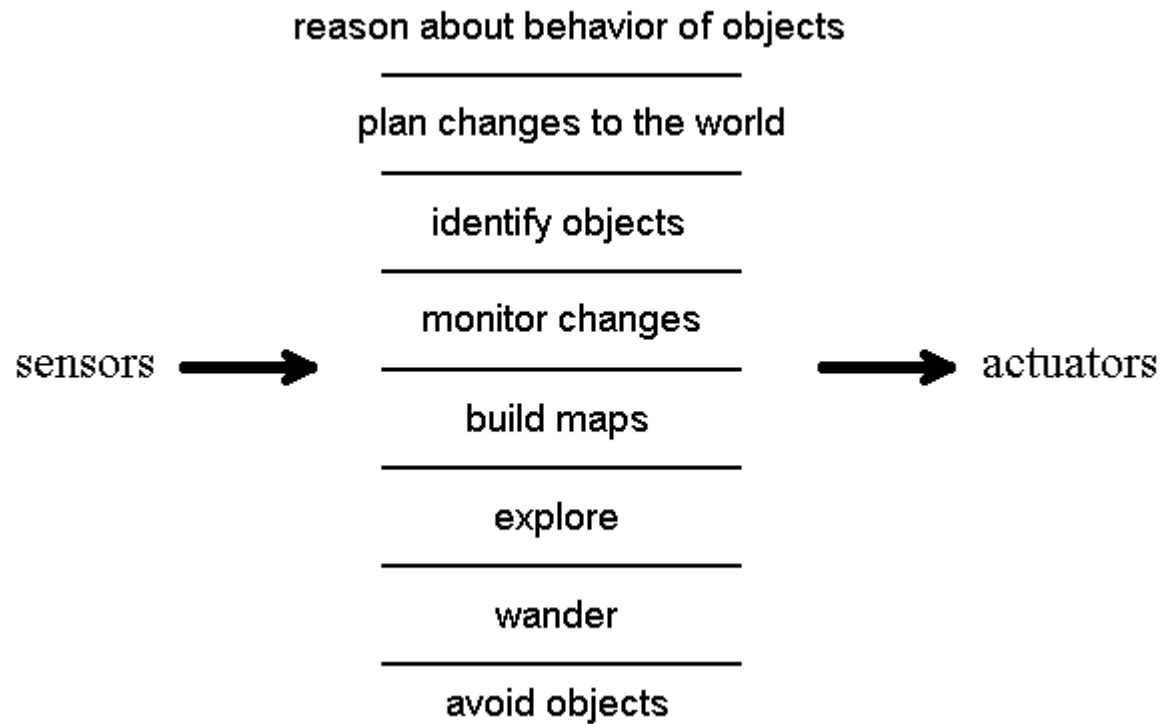 reason about behavior of objects
plan changes to the world
identify objects
monitor changes
sensors
actuators
build maps
explore
wander
avoid objects